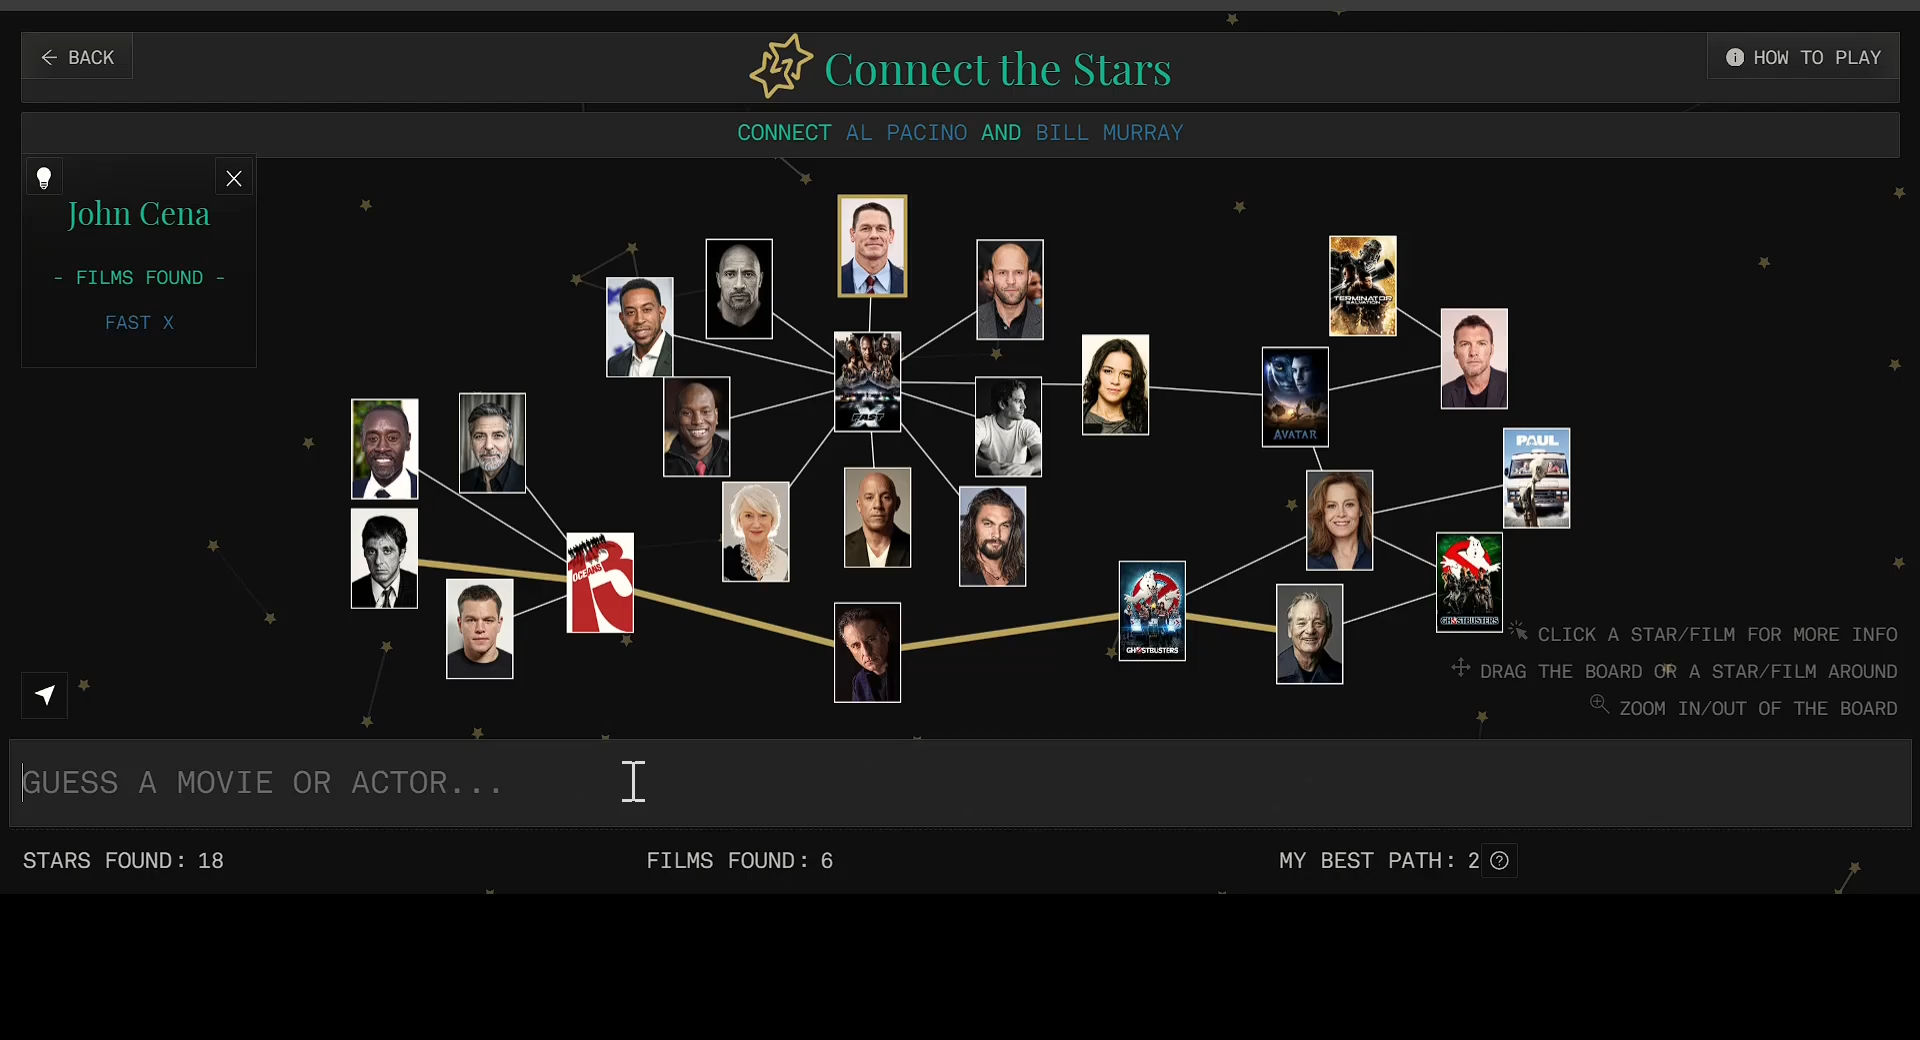 BACK
Connect the Stars
HOW TO PLAY
CONNECT AL PACINO AND BILL MURRAY
John Cena
- FILMS FOUND -
FAST X
TERMINATOR
SALVATION
FAST
X
AVATAR
PAUL
OCEANS
13
GHOSTBUSTERS
GHOSTBUSTERS
CLICK A STAR/FILM FOR MORE INFO
DRAG THE BOARD OR A STAR/FILM AROUND
ZOOM IN/OUT OF THE BOARD
GUESS A MOVIE OR ACTOR...
STARS FOUND: 18
FILMS FOUND: 6
MY BEST PATH: 2